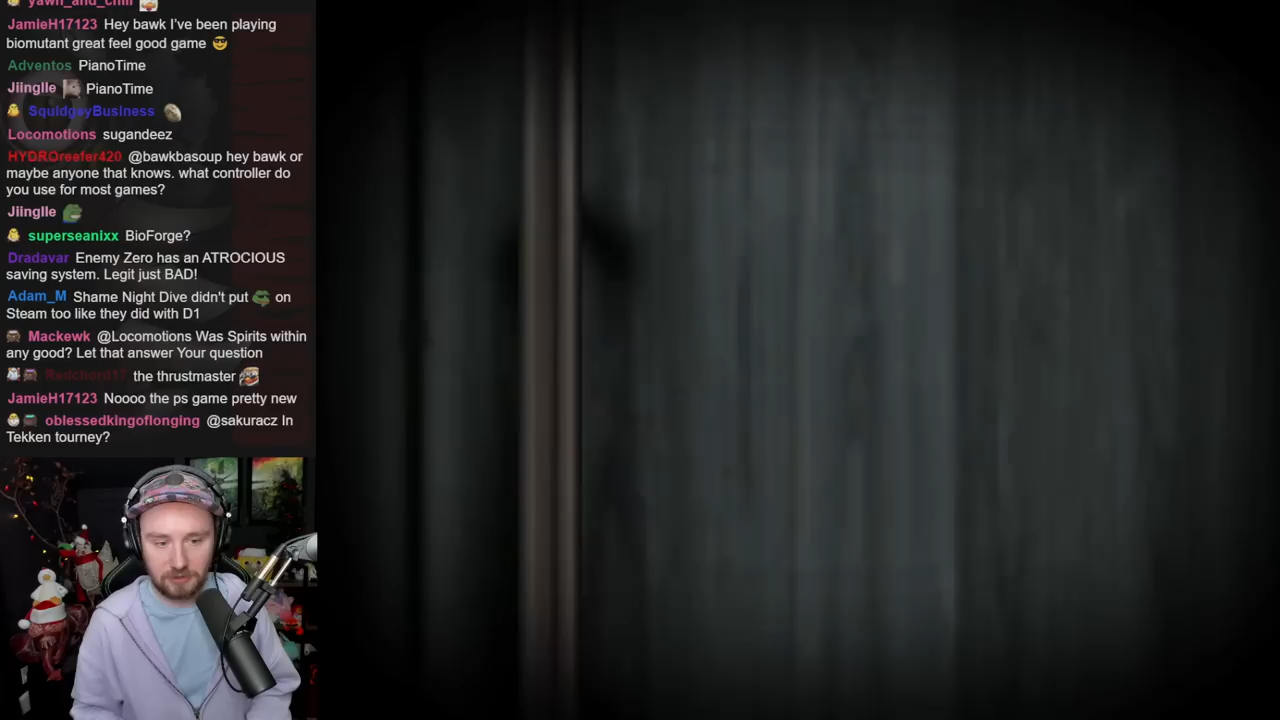 yawn_and_chill
JamieH17123 Hey bawk I've been playing
biomutant great feel good game
Adventos PianoTime
Jiinglle PianoTime
SquidgeyBusiness
Locomotions sugandeez
HYDROreefer420 @bawkbasoup hey bawk or
maybe anyone that knows. what controller do
you use for most games?
Jiinglle
superseanixx BioForge?
Dradavar Enemy Zero has an ATROCIOUS
saving system. Legit just BAD!
Adam_M Shame Night Dive didn't put on
Steam too like they did with D1
Mackewk @Locomotions Was Spirits within
any good? Let that answer Your question
Redchord17 the thrustmaster
JamieH17123 Noooo the ps game pretty new
oblessedkingoflonging @sakuracz In
Tekken tourney?